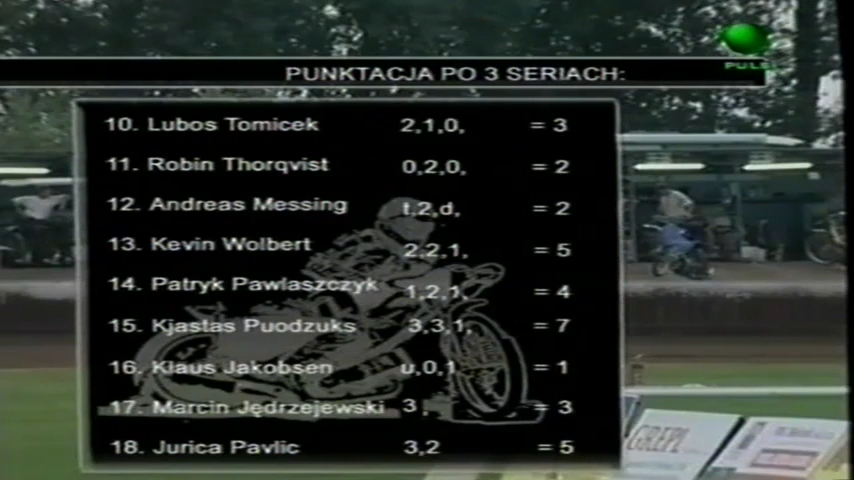 PULS
PUNKTACJA PO 3 SERIACH:
10. Lubos Tomicek 2,1,0, = 3
11. Robin Thorqvist 0,2,0, = 2
12. Andreas Messing t,2,d, = 2
13. Kevin Wolbert 2,2,1, = 5
14. Patryk Pawlaszczyk 1,2,1, = 4
15. Kjastas Puodzuks 3,3,1, = 7
16. Klaus Jakobsen u,0,1 = 1
17. Marcin Jędrzejewski 3, = 3
18. Jurica Pavlic 3,2 = 5
GREPL